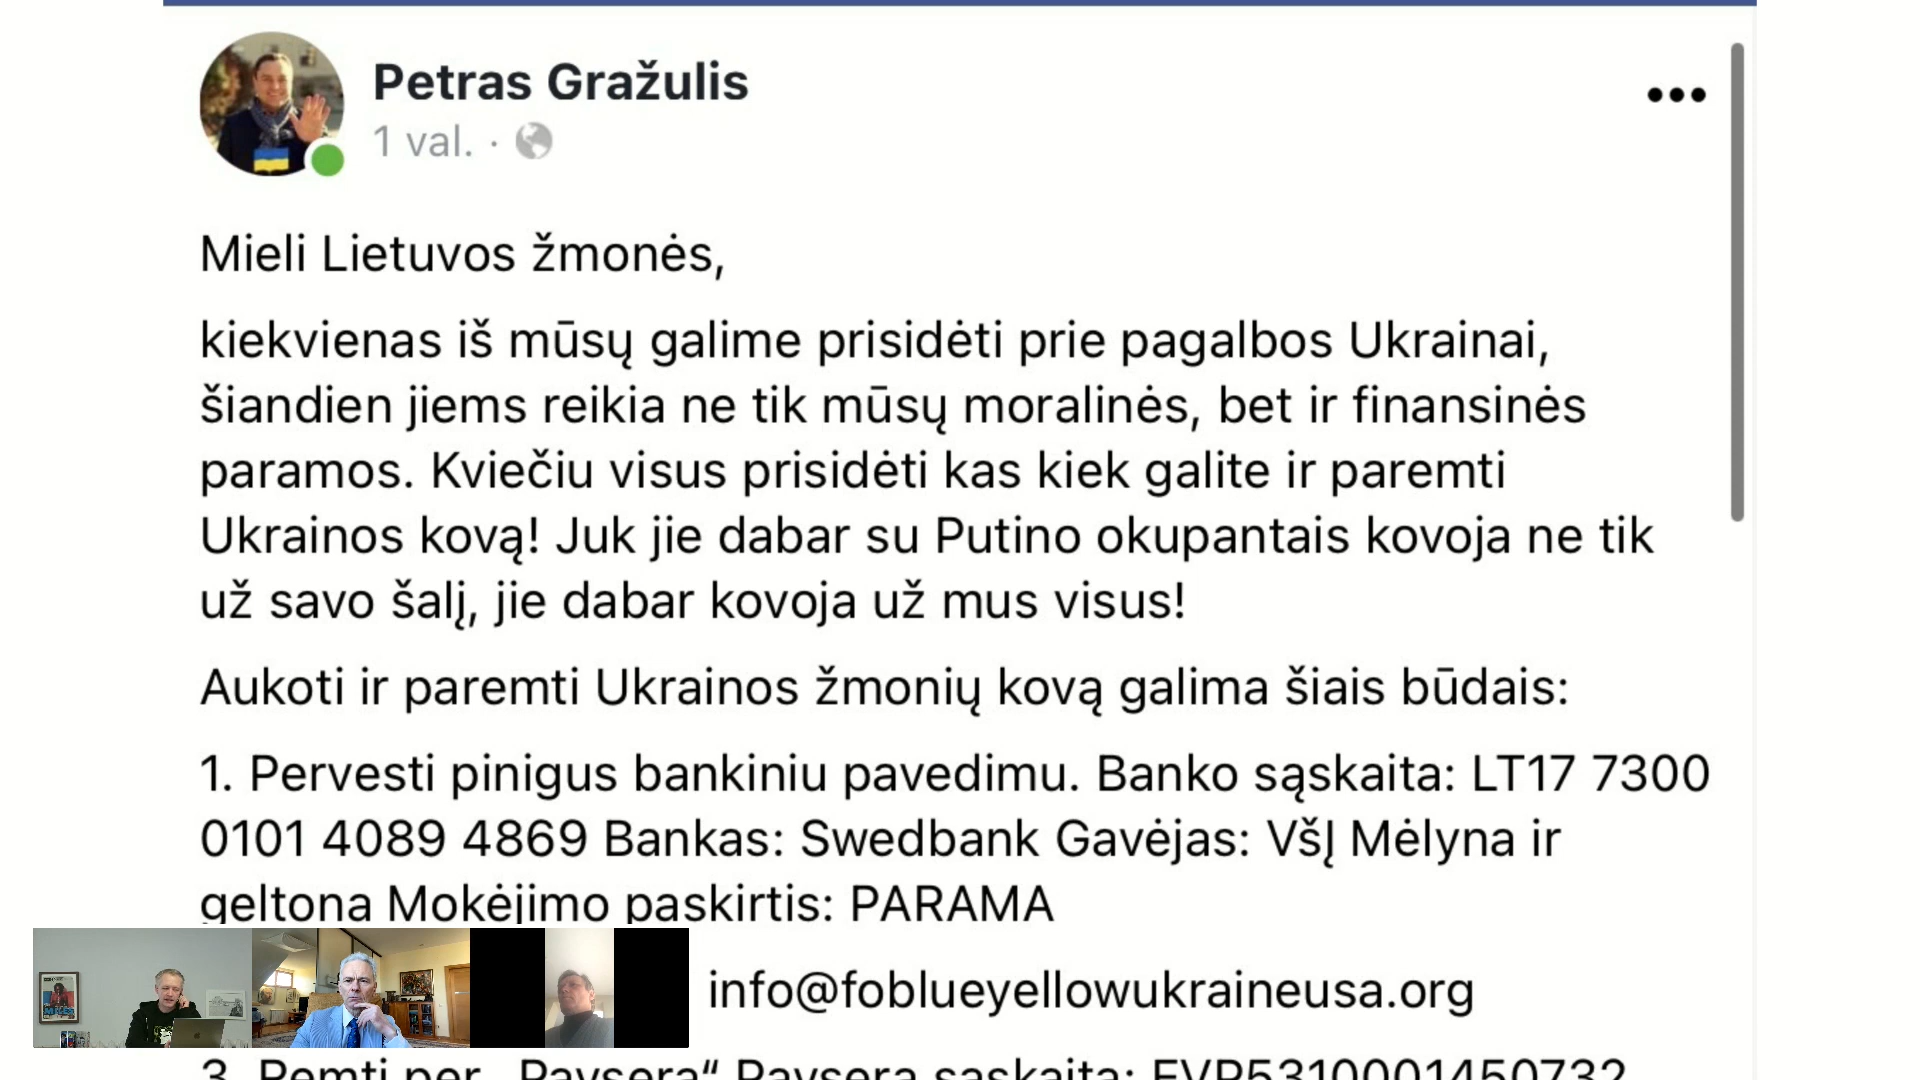 Petras Gražulis
1 val. ·
Mieli Lietuvos žmonės,
kiekvienas iš mūsų galime prisidėti prie pagalbos Ukrainai,
šiandien jiems reikia ne tik mūsų moralinės, bet ir finansinės
paramos. Kviečiu visus prisidėti kas kiek galite ir paremti
Ukrainos kovą! Juk jie dabar su Putino okupantais kovoja ne tik
už savo šalį, jie dabar kovoja už mus visus!
Aukoti ir paremti Ukrainos žmonių kovą galima šiais būdais:
1. Pervesti pinigus bankiniu pavedimu. Banko sąskaita: LT17 7300
0101 4089 4869 Bankas: Swedbank Gavėjas: VšĮ Mėlyna ir
geltona Mokėjimo paskirtis: PARAMA
info@foblueyellowukraineusa.org
3. Remti per „Paysera“ Paysera sąskaita: EVP5310001450732